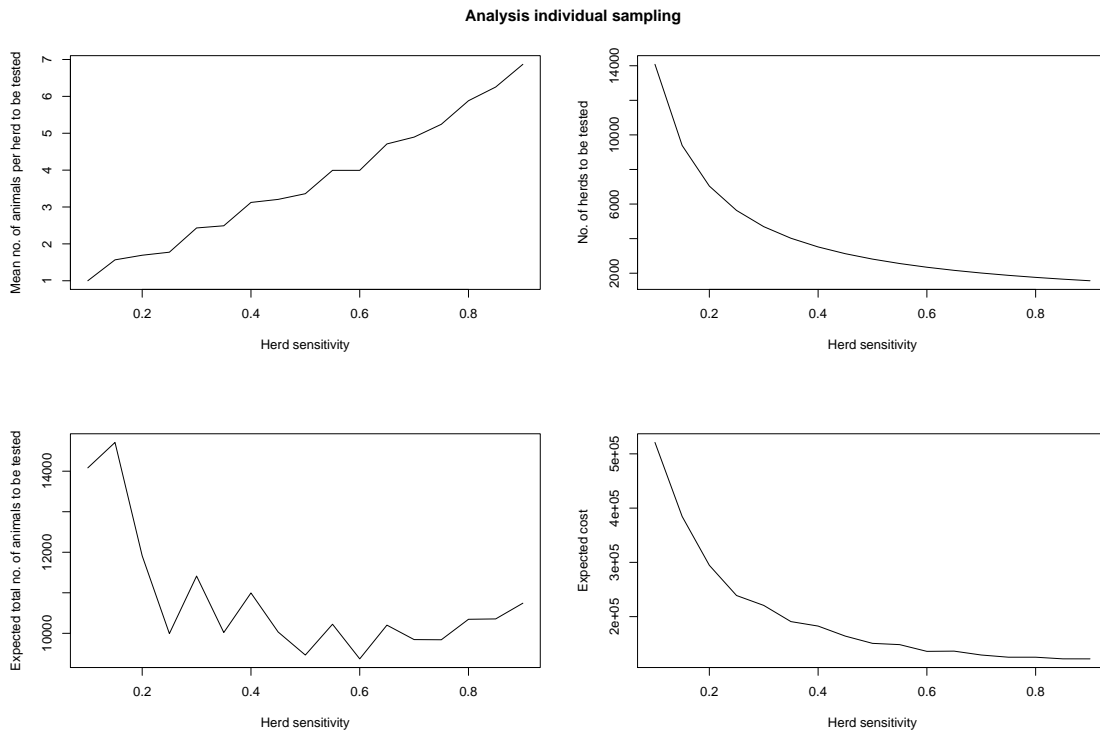 Analysis individual sampling
Mean no. of animals per herd to be tested
7
6
5
4
3
2
1
0.2 0.4 0.6 0.8
Herd sensitivity
No. of herds to be tested
14000
10000
6000
2000
0.2 0.4 0.6 0.8
Herd sensitivity
Expected total no. of animals to be tested
14000
12000
10000
0.2 0.4 0.6 0.8
Herd sensitivity
Expected cost
5e+05
4e+05
3e+05
2e+05
0.2 0.4 0.6 0.8
Herd sensitivity